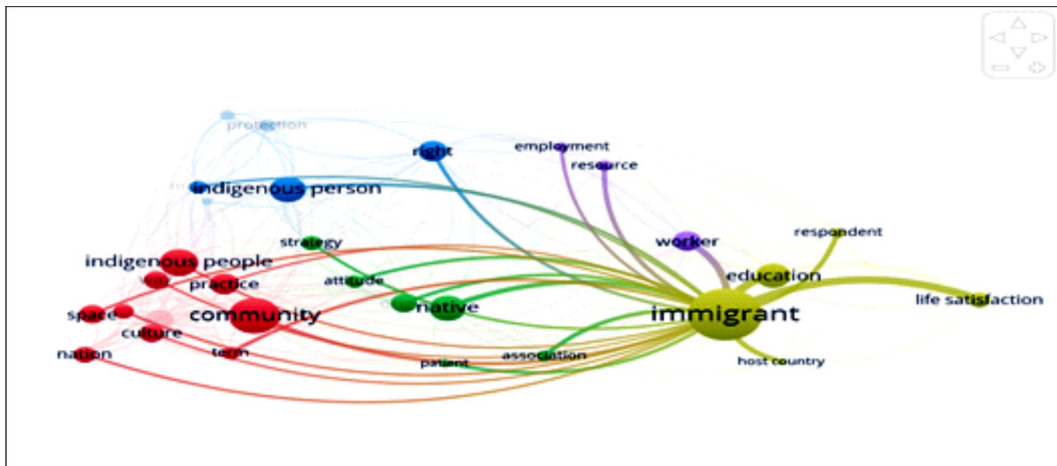 protection
right
employment
resource
indigenous person
strategy
worker
respondent
indigenous people
attitude
education
practice
native
life satisfaction
space
community
immigrant
culture
nation
term
patient
association
host country